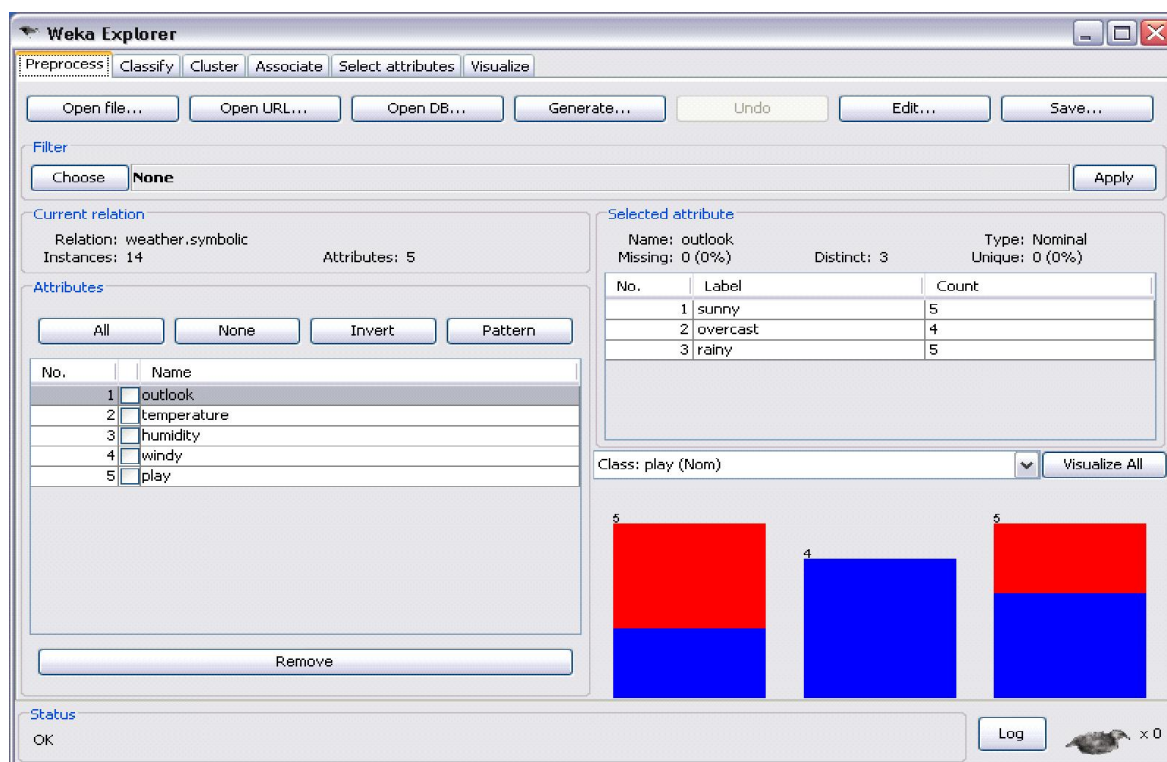 Weka Explorer
Preprocess Classify Cluster Associate Select attributes Visualize
Open file... Open URL... Open DB... Generate... Undo Edit... Save...
Filter
Choose None Apply
Current relation
Relation: weather.symbolic
Instances: 14 Attributes: 5
Attributes
All None Invert Pattern
No. Name
1 outlook
2 temperature
3 humidity
4 windy
5 play
Remove
Selected attribute
Name: outlook Type: Nominal
Missing: 0 (0%) Distinct: 3 Unique: 0 (0%)
No. Label Count
1 sunny 5
2 overcast 4
3 rainy 5
Class: play (Nom) Visualize All
5 4 5
Status
OK
Log x 0